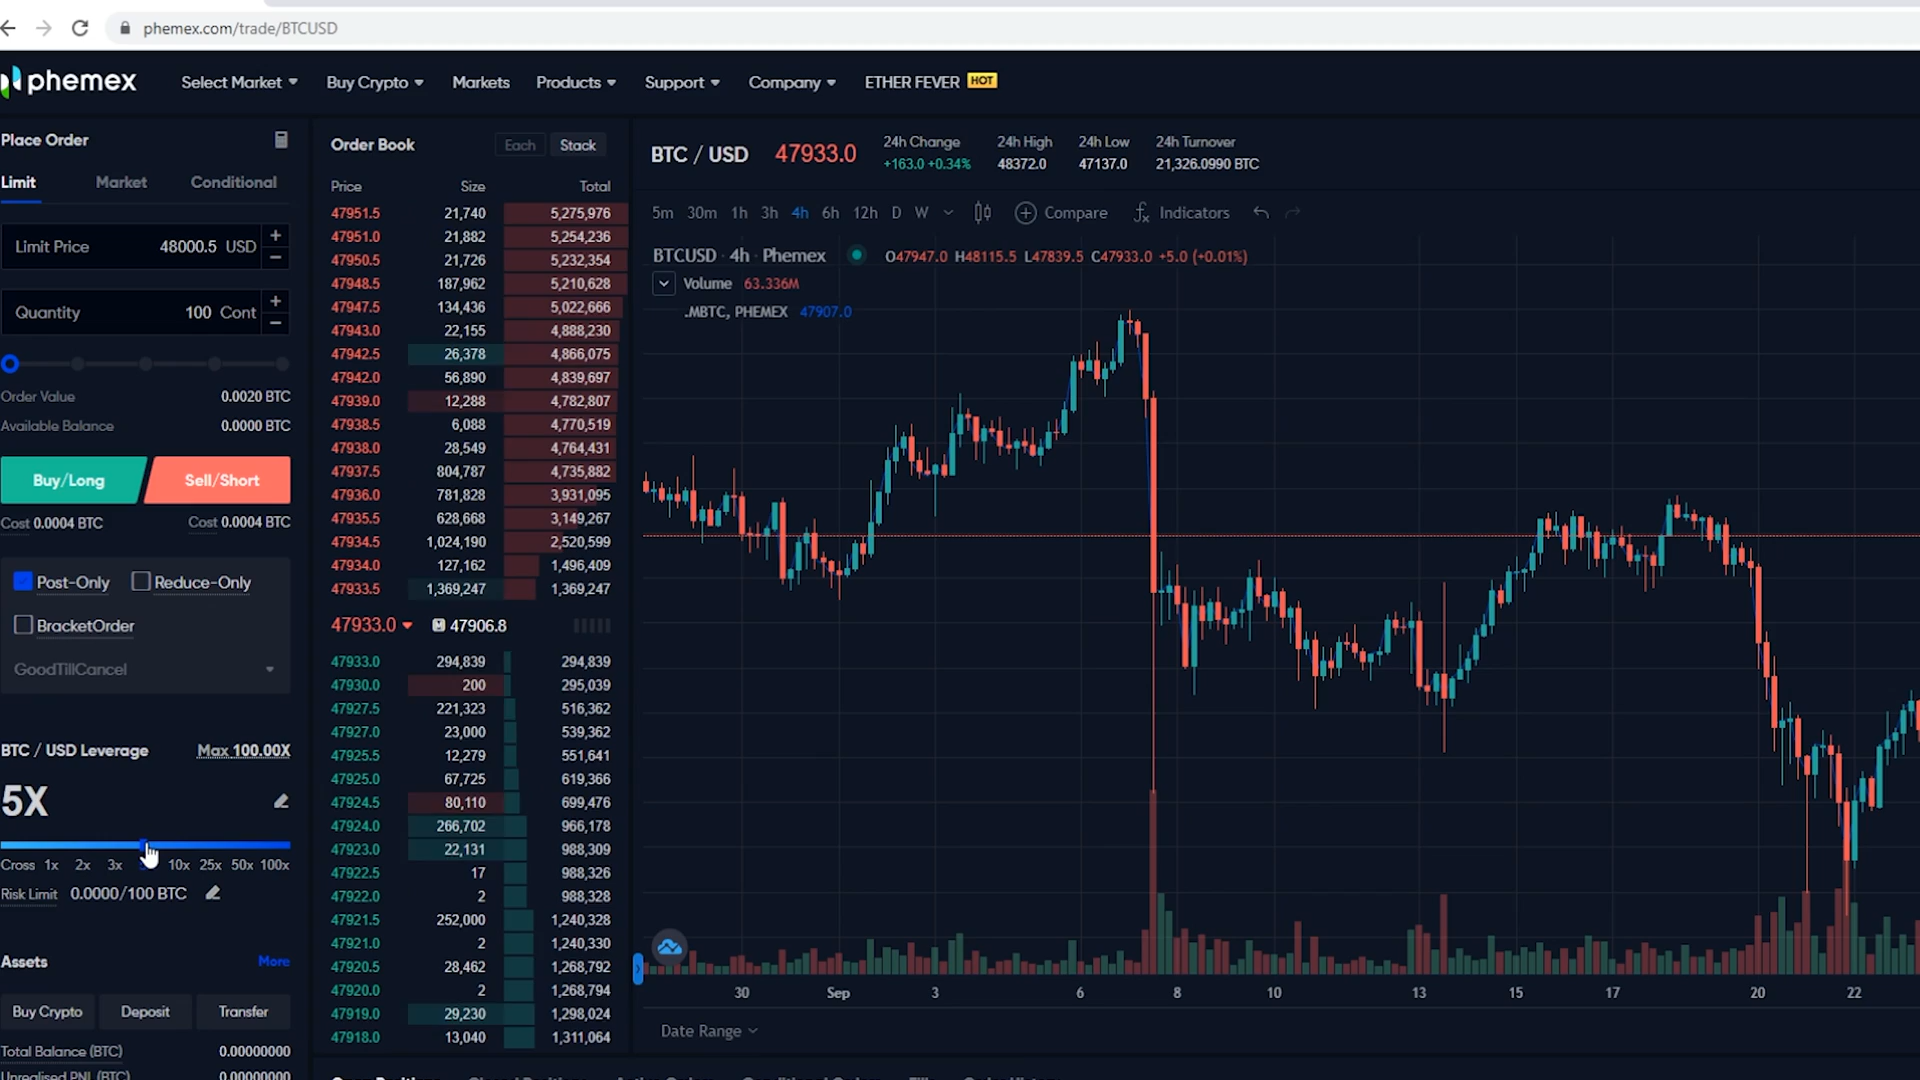 phemex.com/trade/BTCUSD
phemex Select Market Buy Crypto Markets Products Support Company ETHER FEVER HOT
Place Order
Limit Market Conditional
Limit Price 48000.5 USD + −
Quantity 100 Cont + −
Order Value 0.0020 BTC
Available Balance 0.0000 BTC
Buy/Long Sell/Short
Cost 0.0004 BTC Cost 0.0004 BTC
Post-Only Reduce-Only
BracketOrder
GoodTillCancel
BTC / USD Leverage Max 100.00X
5X
Cross 1x 2x 3x 10x 25x 50x 100x
Risk Limit 0.0000/100 BTC
Assets More
Buy Crypto Deposit Transfer
Total Balance (BTC) 0.00000000
Unrealised PNL (BTC) 0.00000000
Order Book Each Stack
Price Size Total
47951.5 21,740 5,275,976
47951.0 21,882 5,254,236
47950.5 21,726 5,232,354
47948.5 187,962 5,210,628
47947.5 134,436 5,022,666
47943.0 22,155 4,888,230
47942.5 26,378 4,866,075
47942.0 56,890 4,839,697
47939.0 12,288 4,782,807
47938.5 6,088 4,770,519
47938.0 28,549 4,764,431
47937.5 804,787 4,735,882
47936.0 781,828 3,931,095
47935.5 628,668 3,149,267
47934.5 1,024,190 2,520,599
47934.0 127,162 1,496,409
47933.5 1,369,247 1,369,247
47933.0 M 47906.8
47933.0 294,839 294,839
47930.0 200 295,039
47927.5 221,323 516,362
47927.0 23,000 539,362
47925.5 12,279 551,641
47925.0 67,725 619,366
47924.5 80,110 699,476
47924.0 266,702 966,178
47923.0 22,131 988,309
47922.5 17 988,326
47922.0 2 988,328
47921.5 252,000 1,240,328
47921.0 2 1,240,330
47920.5 28,462 1,268,792
47920.0 2 1,268,794
47919.0 29,230 1,298,024
47918.0 13,040 1,311,064
BTC / USD 47933.0
24h Change 24h High 24h Low 24h Turnover
+163.0 +0.34% 48372.0 47137.0 21,326.0990 BTC
5m 30m 1h 3h 4h 6h 12h D W Compare Indicators
BTCUSD · 4h · Phemex O47947.0 H48115.5 L47839.5 C47933.0 +5.0 (+0.01%)
Volume 63.336M
.MBTC, PHEMEX 47907.0
30 Sep 3 6 8 10 13 15 17 20 22
Date Range